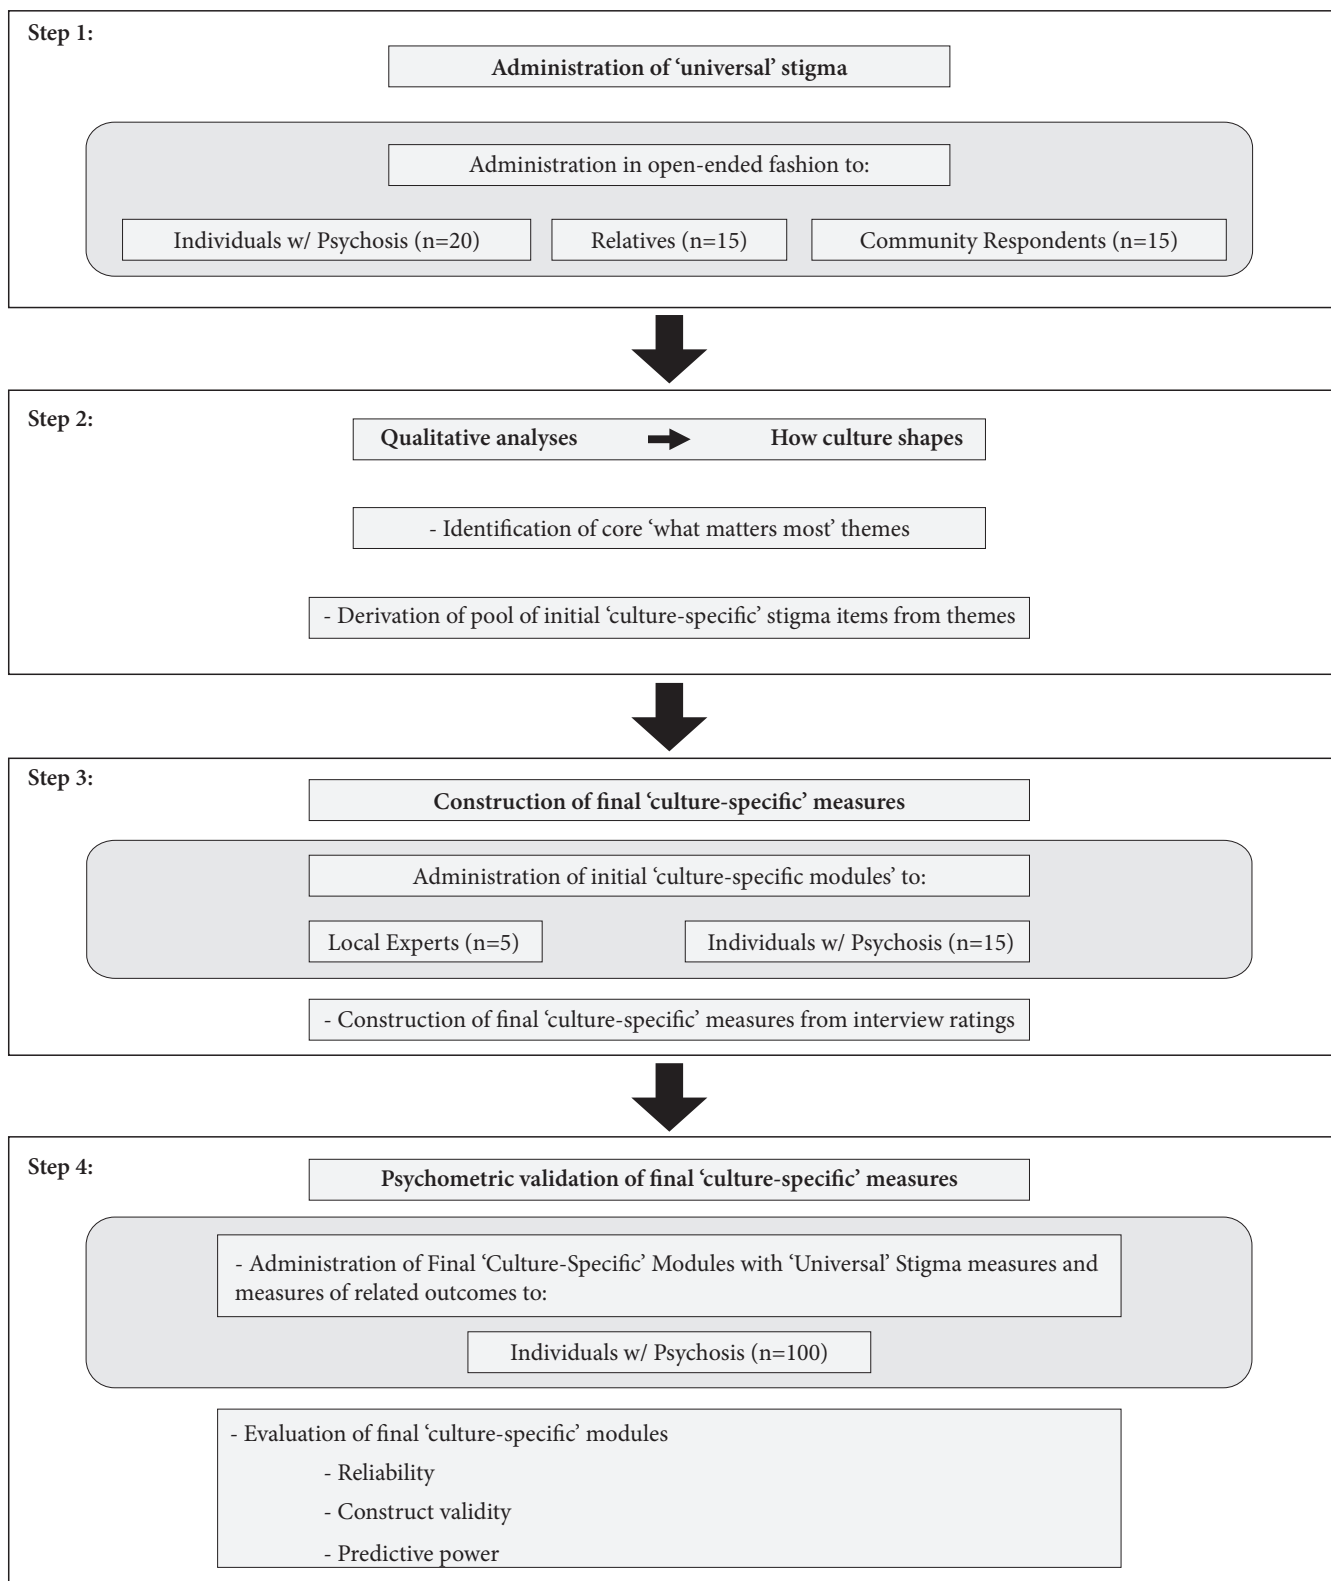 Step 1:
Administration of ‘universal’ stigma
Administration in open-ended fashion to:
Individuals w/ Psychosis (n=20)
Relatives (n=15)
Community Respondents (n=15)
Step 2:
Qualitative analyses
How culture shapes
- Identification of core ‘what matters most’ themes
- Derivation of pool of initial ‘culture-specific’ stigma items from themes
Step 3:
Construction of final ‘culture-specific’ measures
Administration of initial ‘culture-specific modules’ to:
Local Experts (n=5)
Individuals w/ Psychosis (n=15)
- Construction of final ‘culture-specific’ measures from interview ratings
Step 4:
Psychometric validation of final ‘culture-specific’ measures
- Administration of Final ‘Culture-Specific’ Modules with ‘Universal’ Stigma measures and
measures of related outcomes to:
Individuals w/ Psychosis (n=100)
- Evaluation of final ‘culture-specific’ modules
- Reliability
- Construct validity
- Predictive power